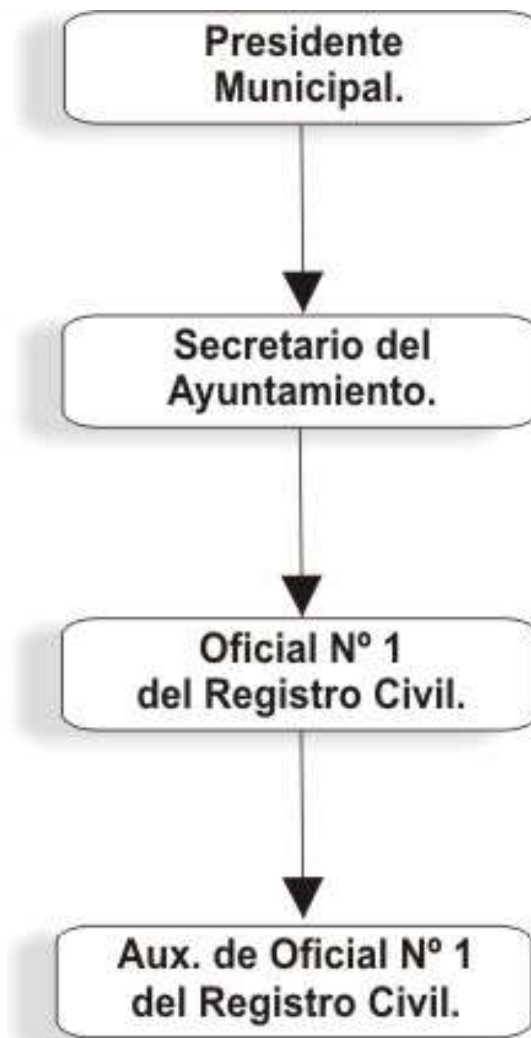 Presidente
Municipal.
Secretario del
Ayuntamiento.
Oficial Nº 1
del Registro Civil.
Aux. de Oficial Nº 1
del Registro Civil.